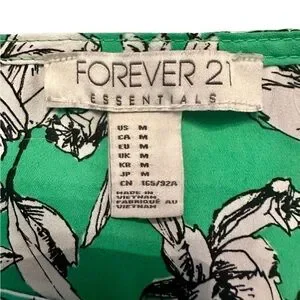 FOREVER 21
ESSENTIALS
US M
CA M
EU M
UK M
KR M
JP M
CN 165/92A
MADE IN
VIETNAM
FABRIQUÉ AU
VIETNAM